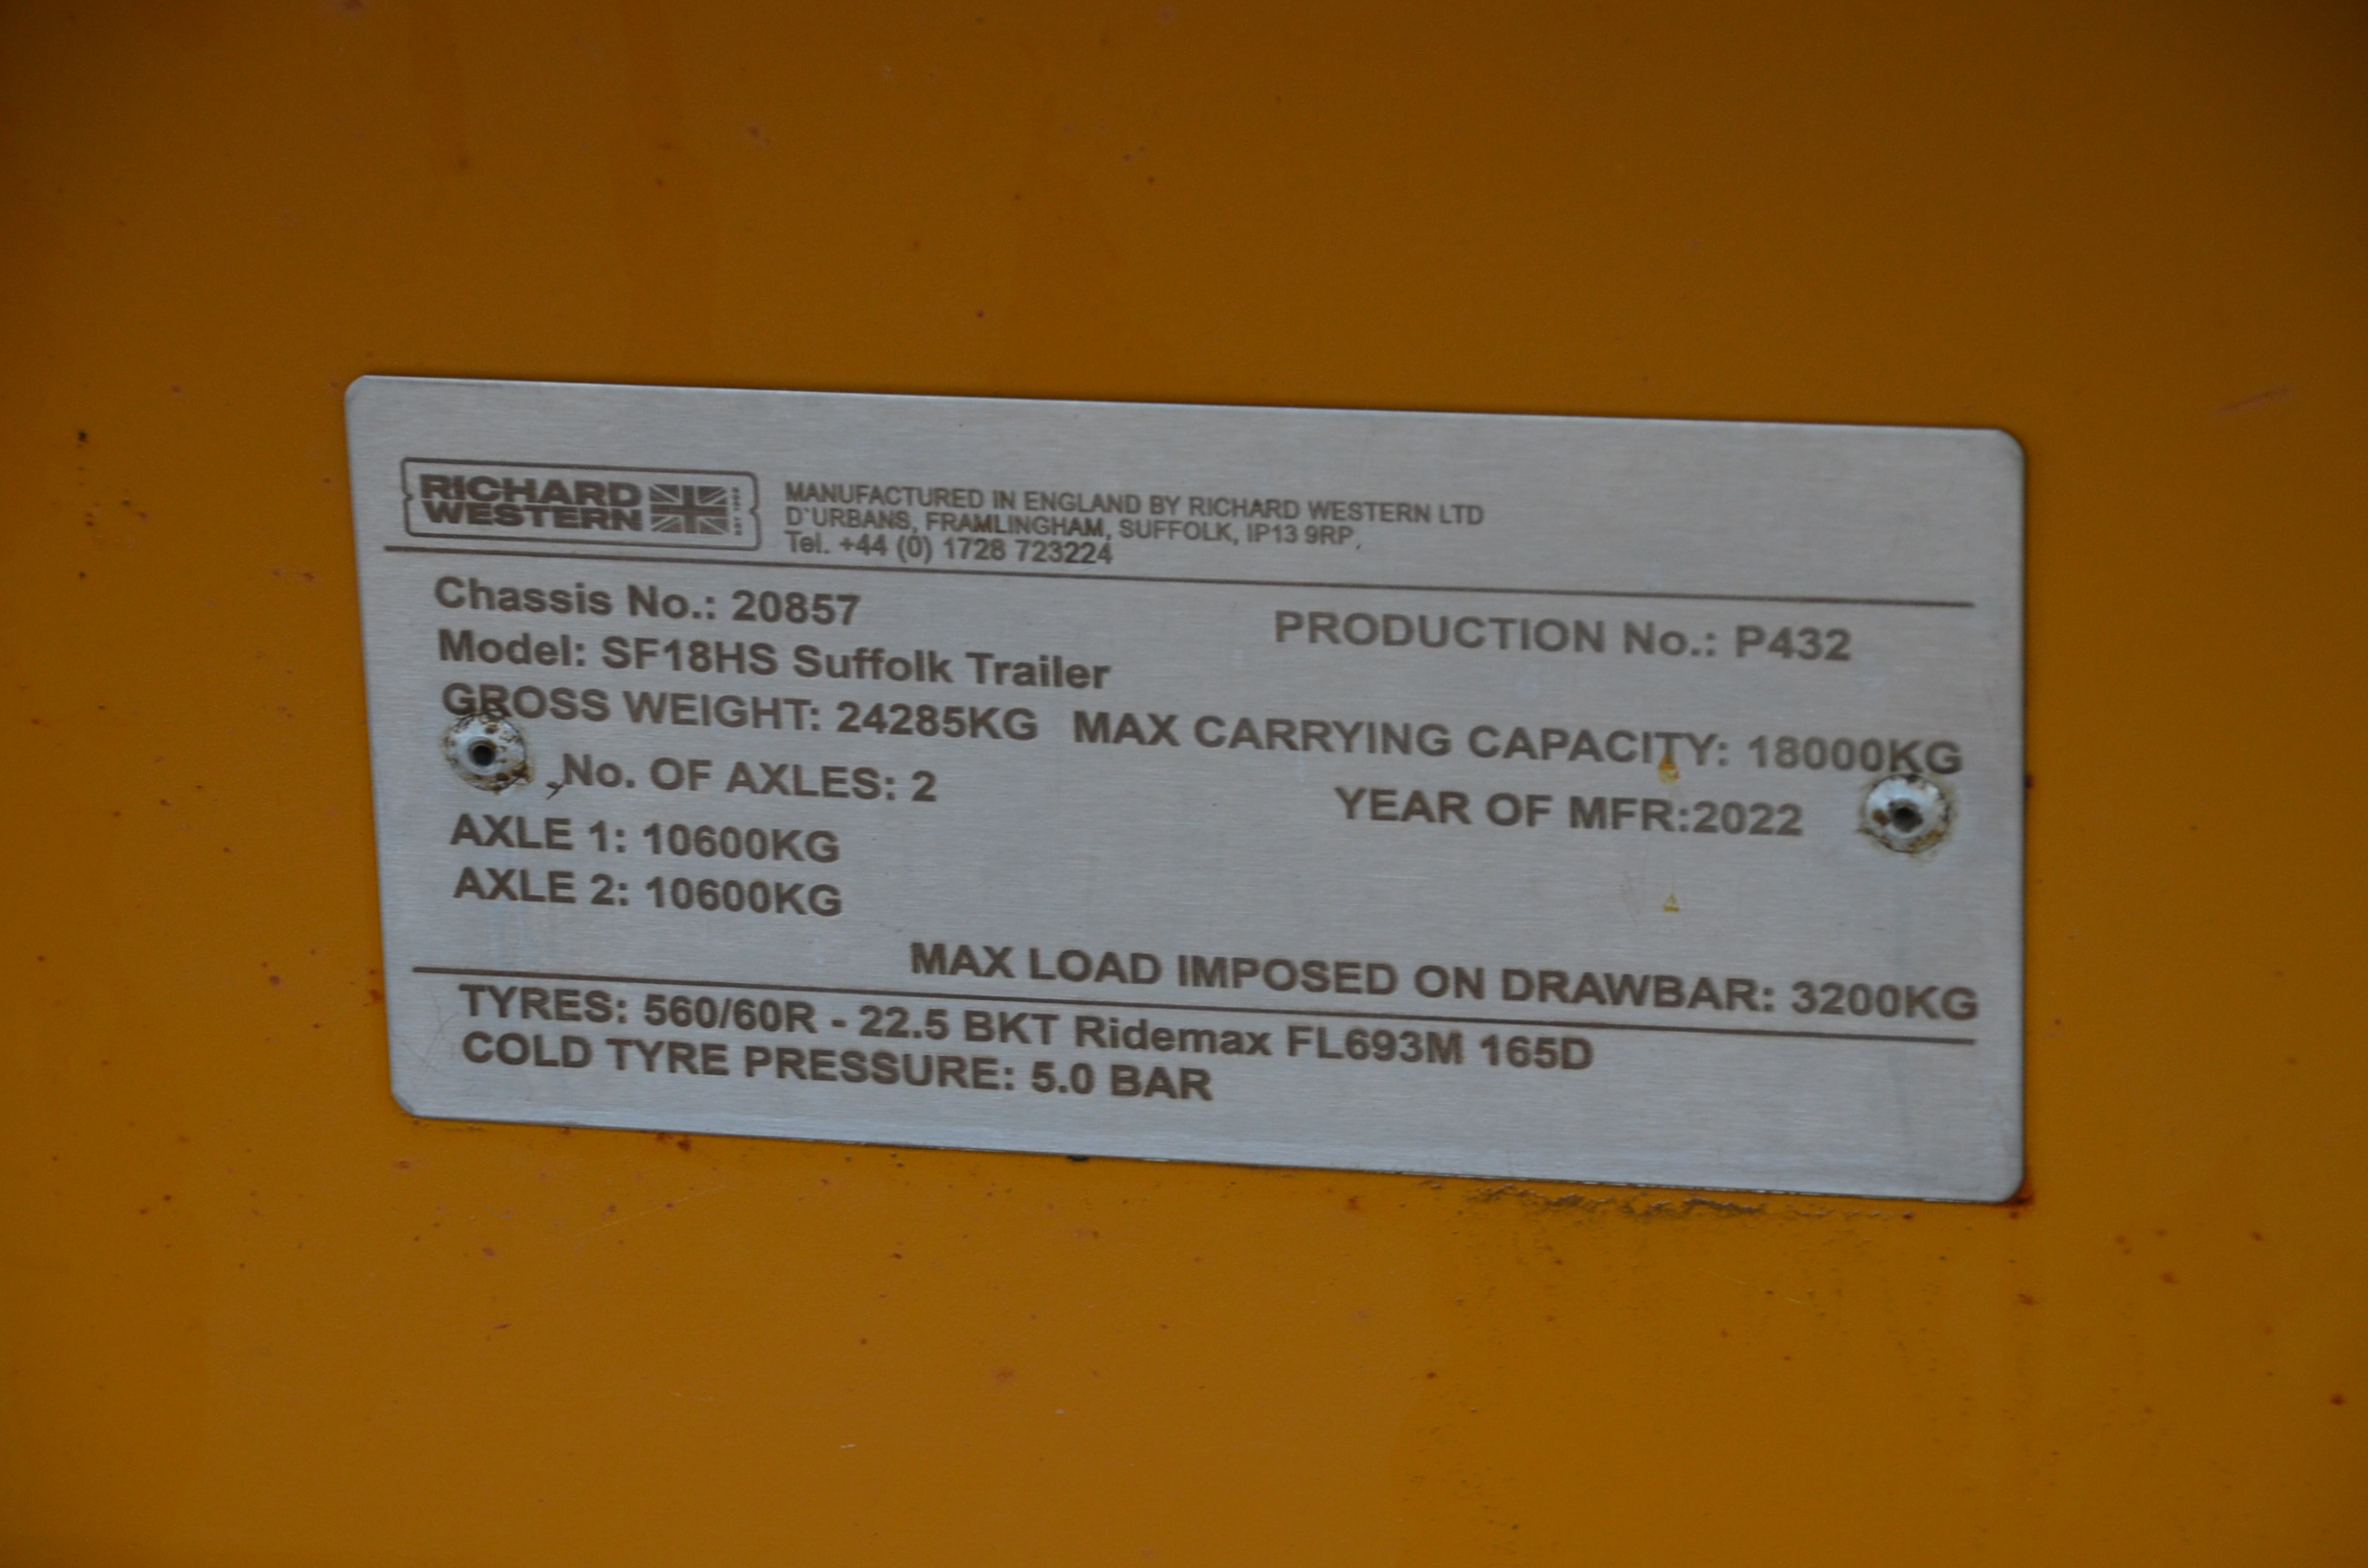 RICHARD
WESTERN
MANUFACTURED IN ENGLAND BY RICHARD WESTERN LTD
D'URBANS, FRAMLINGHAM, SUFFOLK, IP13 9RP,
Tel. +44 (0) 1728 723224
Chassis No.: 20857
PRODUCTION No.: P432
Model: SF18HS Suffolk Trailer
GROSS WEIGHT: 24285KG MAX CARRYING CAPACITY: 18000KG
No. OF AXLES: 2
YEAR OF MFR:2022
AXLE 1: 10600KG
AXLE 2: 10600KG
MAX LOAD IMPOSED ON DRAWBAR: 3200KG
TYRES: 560/60R - 22.5 BKT Ridemax FL693M 165D
COLD TYRE PRESSURE: 5.0 BAR